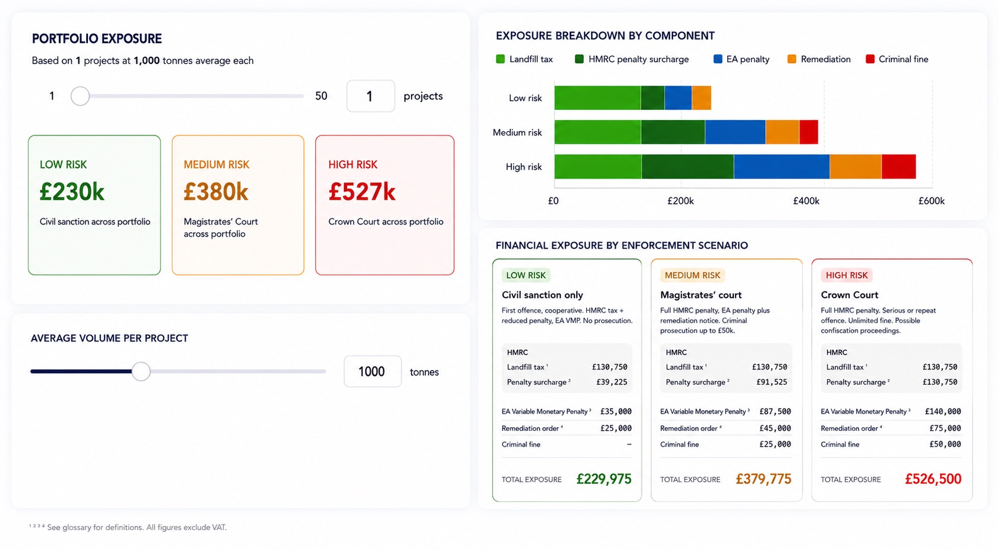 PORTFOLIO EXPOSURE
Based on 1 projects at 1,000 tonnes average each
1 50 1 projects
LOW RISK
£230k
Civil sanction across portfolio
MEDIUM RISK
£380k
Magistrates’ Court
across portfolio
HIGH RISK
£527k
Crown Court across portfolio
AVERAGE VOLUME PER PROJECT
1000 tonnes
EXPOSURE BREAKDOWN BY COMPONENT
Landfill tax HMRC penalty surcharge EA penalty Remediation Criminal fine
Low risk
Medium risk
High risk
£0 £200k £400k £600k
FINANCIAL EXPOSURE BY ENFORCEMENT SCENARIO
LOW RISK
Civil sanction only
First offence, cooperative. HMRC tax +
reduced penalty, EA VMP. No prosecution.
HMRC
Landfill tax ¹ £130,750
Penalty surcharge ² £39,225
EA Variable Monetary Penalty ³ £35,000
Remediation order ⁴ £25,000
Criminal fine –
TOTAL EXPOSURE £229,975
MEDIUM RISK
Magistrates’ court
Full HMRC penalty, EA penalty plus
remediation notice. Criminal
prosecution up to £50k.
HMRC
Landfill tax ¹ £130,750
Penalty surcharge ² £91,525
EA Variable Monetary Penalty ³ £87,500
Remediation order ⁴ £45,000
Criminal fine £25,000
TOTAL EXPOSURE £379,775
HIGH RISK
Crown Court
Full HMRC penalty. Serious or repeat
offence. Unlimited fine. Possible
confiscation proceedings.
HMRC
Landfill tax ¹ £130,750
Penalty surcharge ² £130,750
EA Variable Monetary Penalty ³ £140,000
Remediation order ⁴ £75,000
Criminal fine £50,000
TOTAL EXPOSURE £526,500
¹ ² ³ ⁴ See glossary for definitions. All figures exclude VAT.